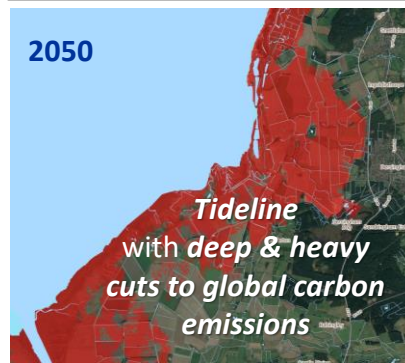 2050
Tideline
with deep & heavy
cuts to global carbon
emissions